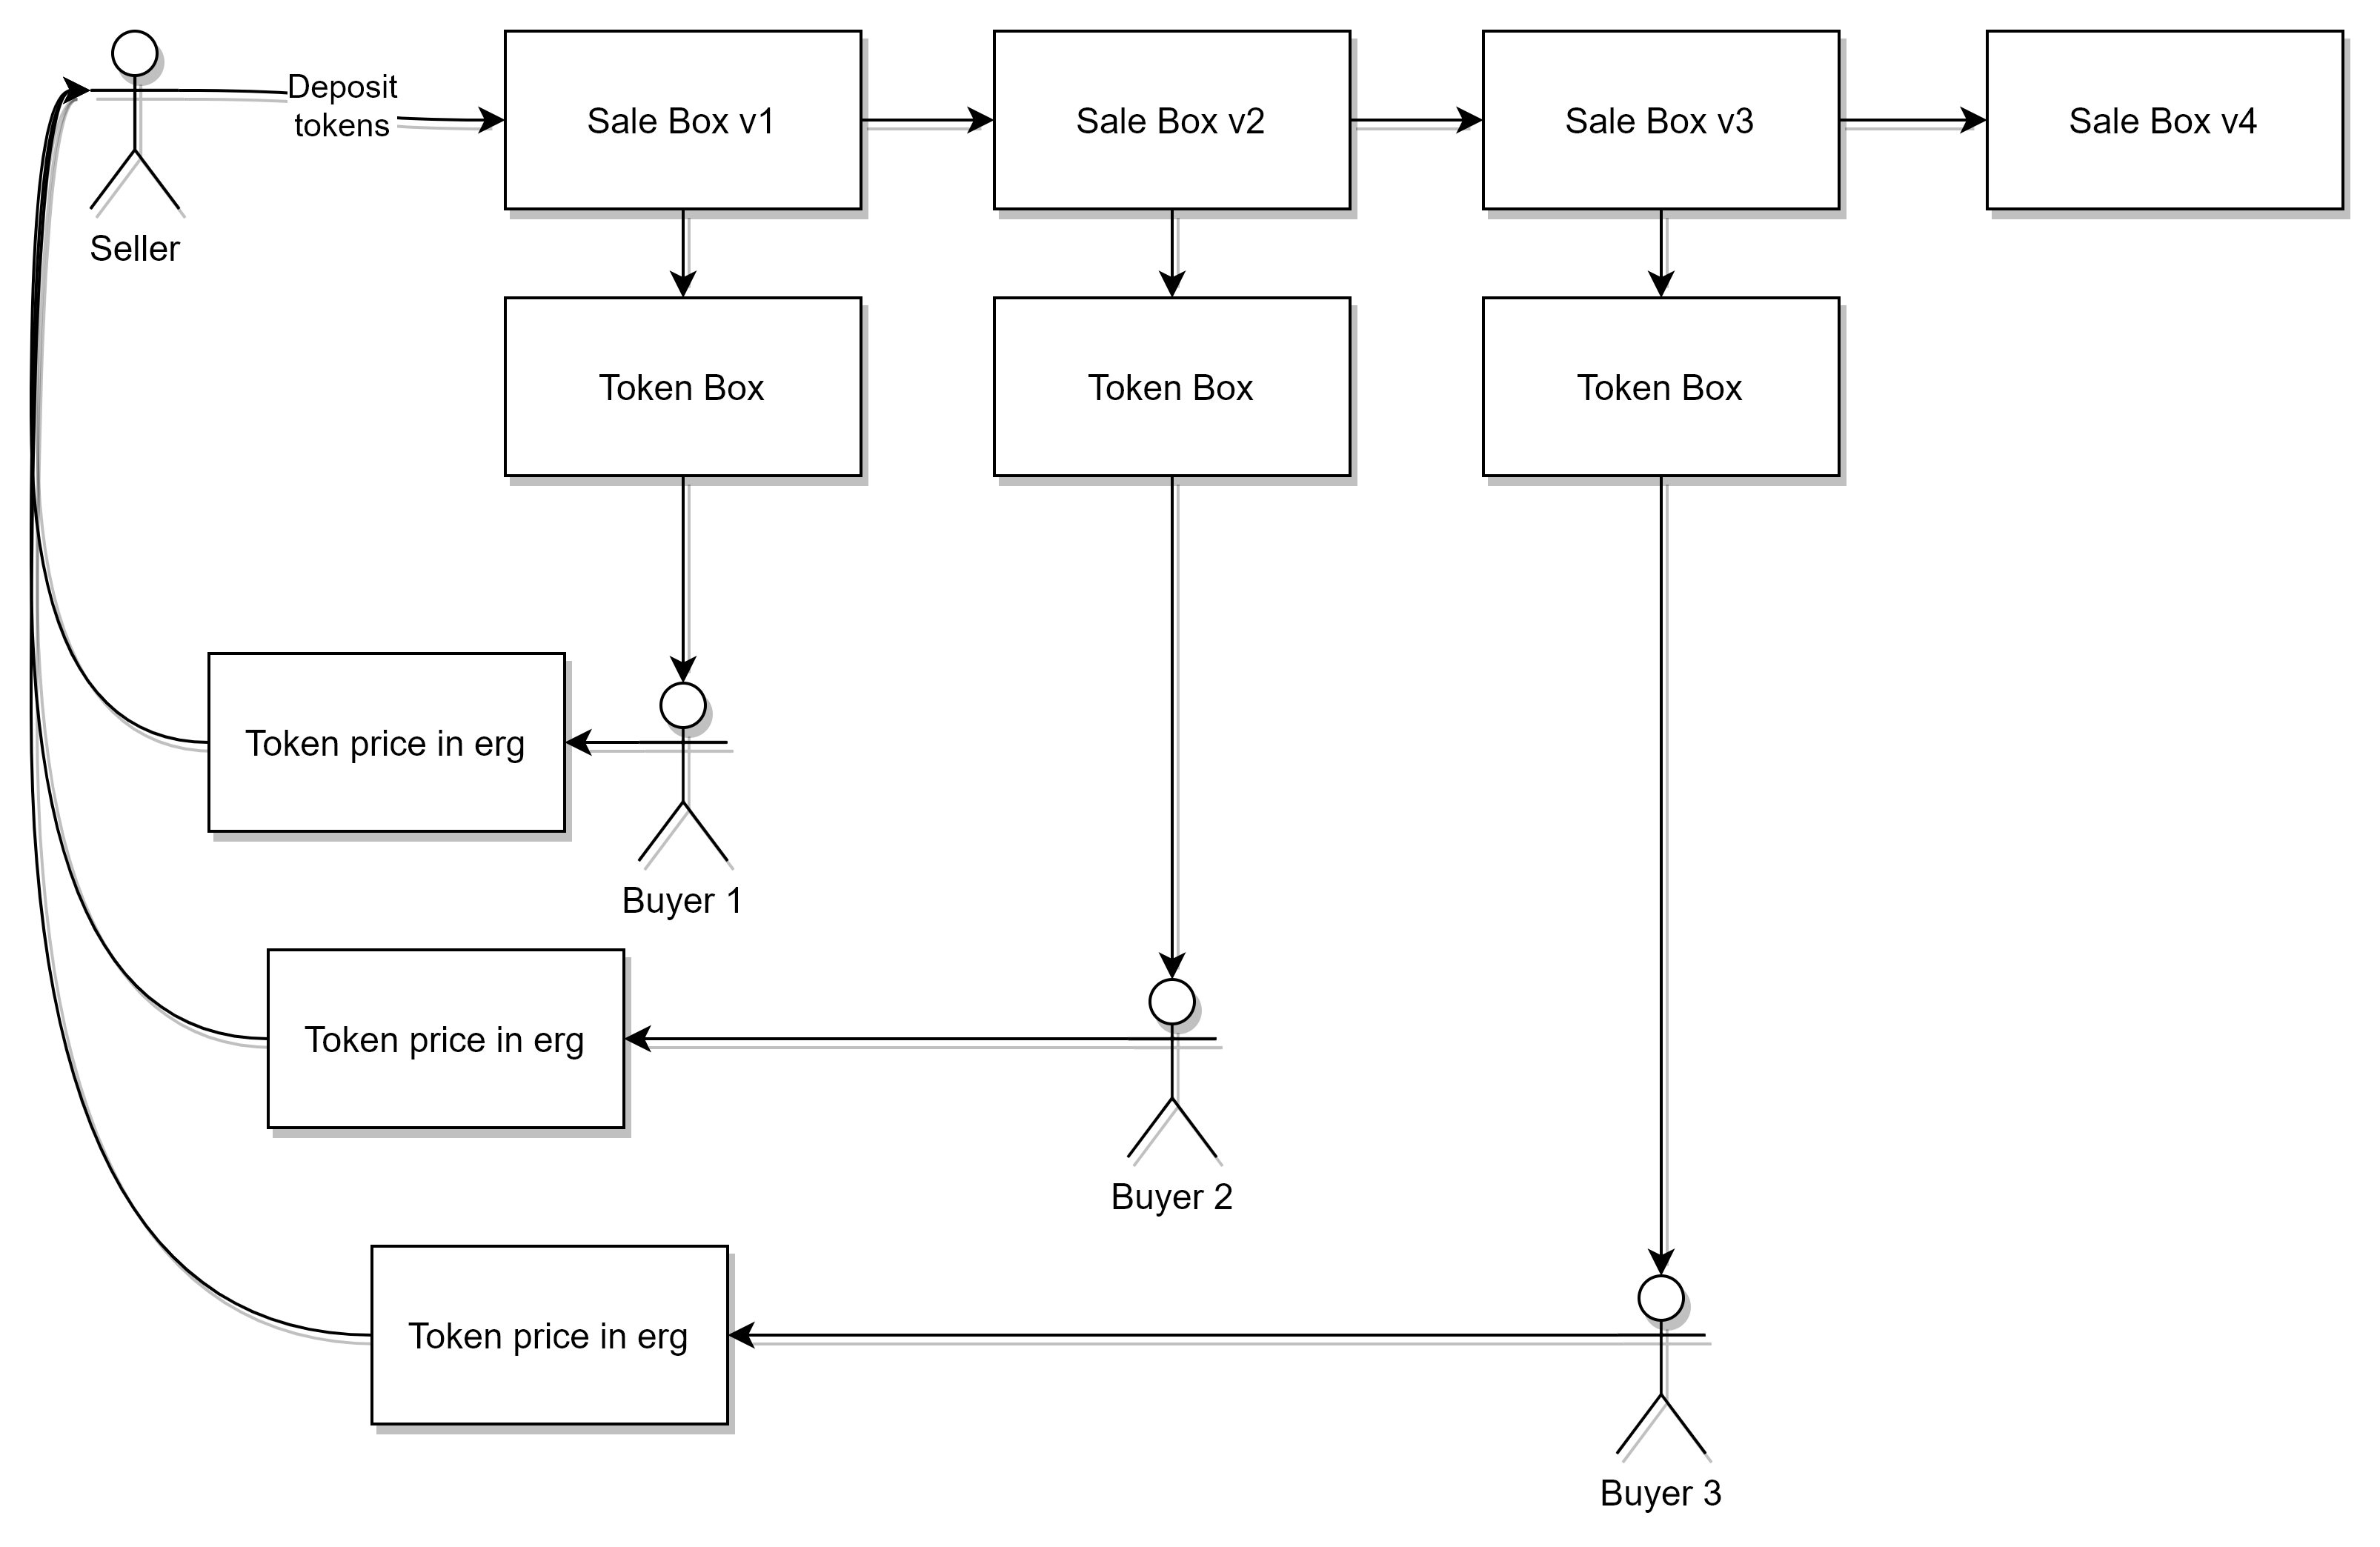 Deposit
tokens
Sale Box v1
Sale Box v2
Sale Box v3
Sale Box v4
Seller
Token Box
Token Box
Token Box
Token price in erg
Buyer 1
Token price in erg
Buyer 2
Token price in erg
Buyer 3